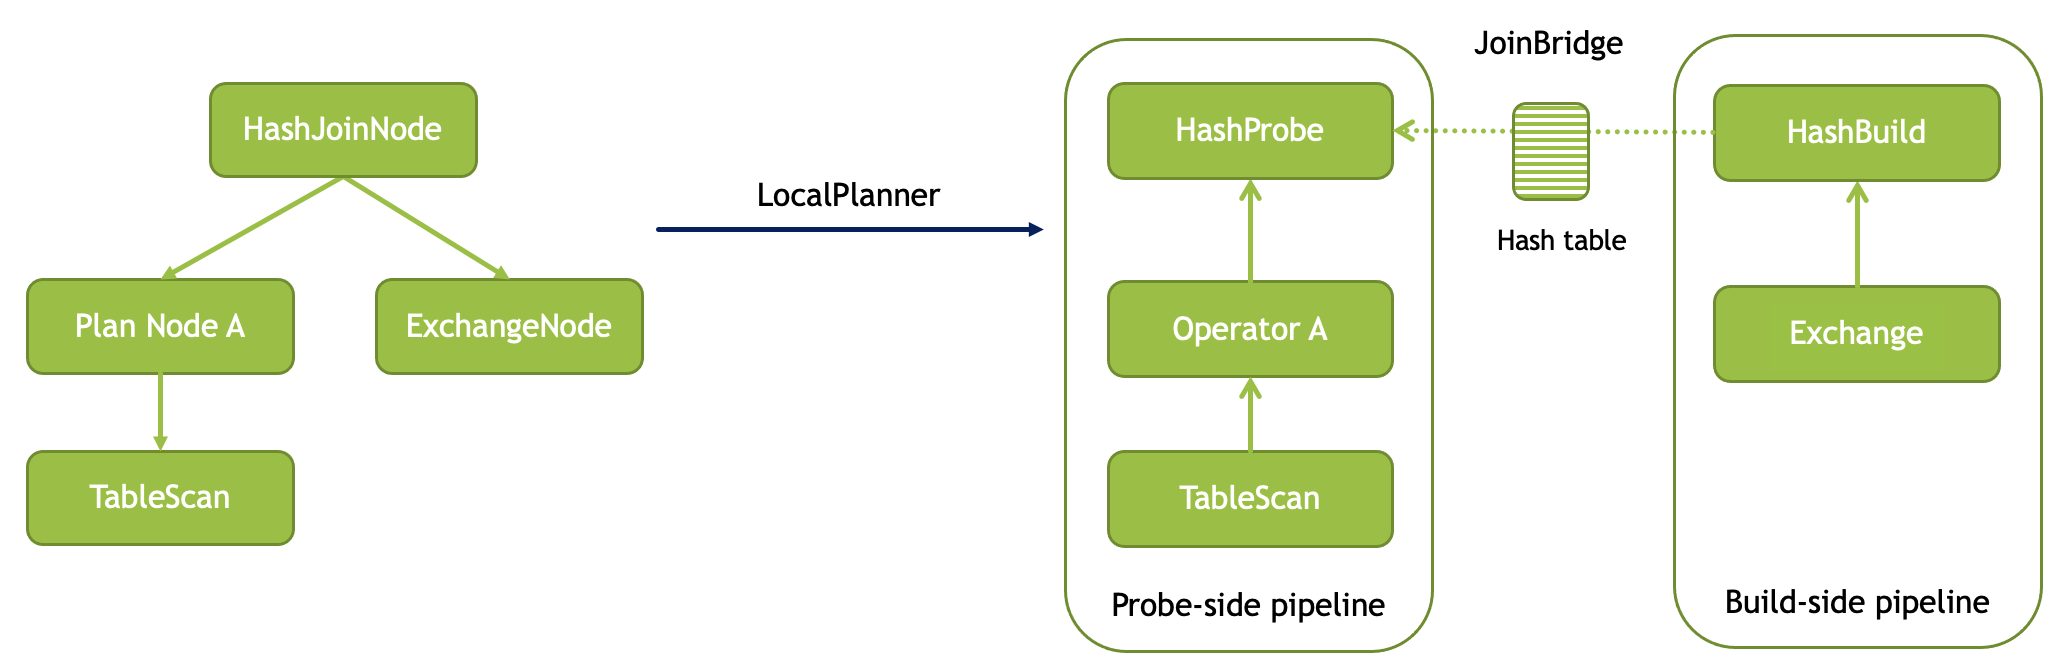 HashJoinNode
Plan Node A
ExchangeNode
TableScan
LocalPlanner
HashProbe
Operator A
TableScan
Probe-side pipeline
JoinBridge
Hash table
HashBuild
Exchange
Build-side pipeline